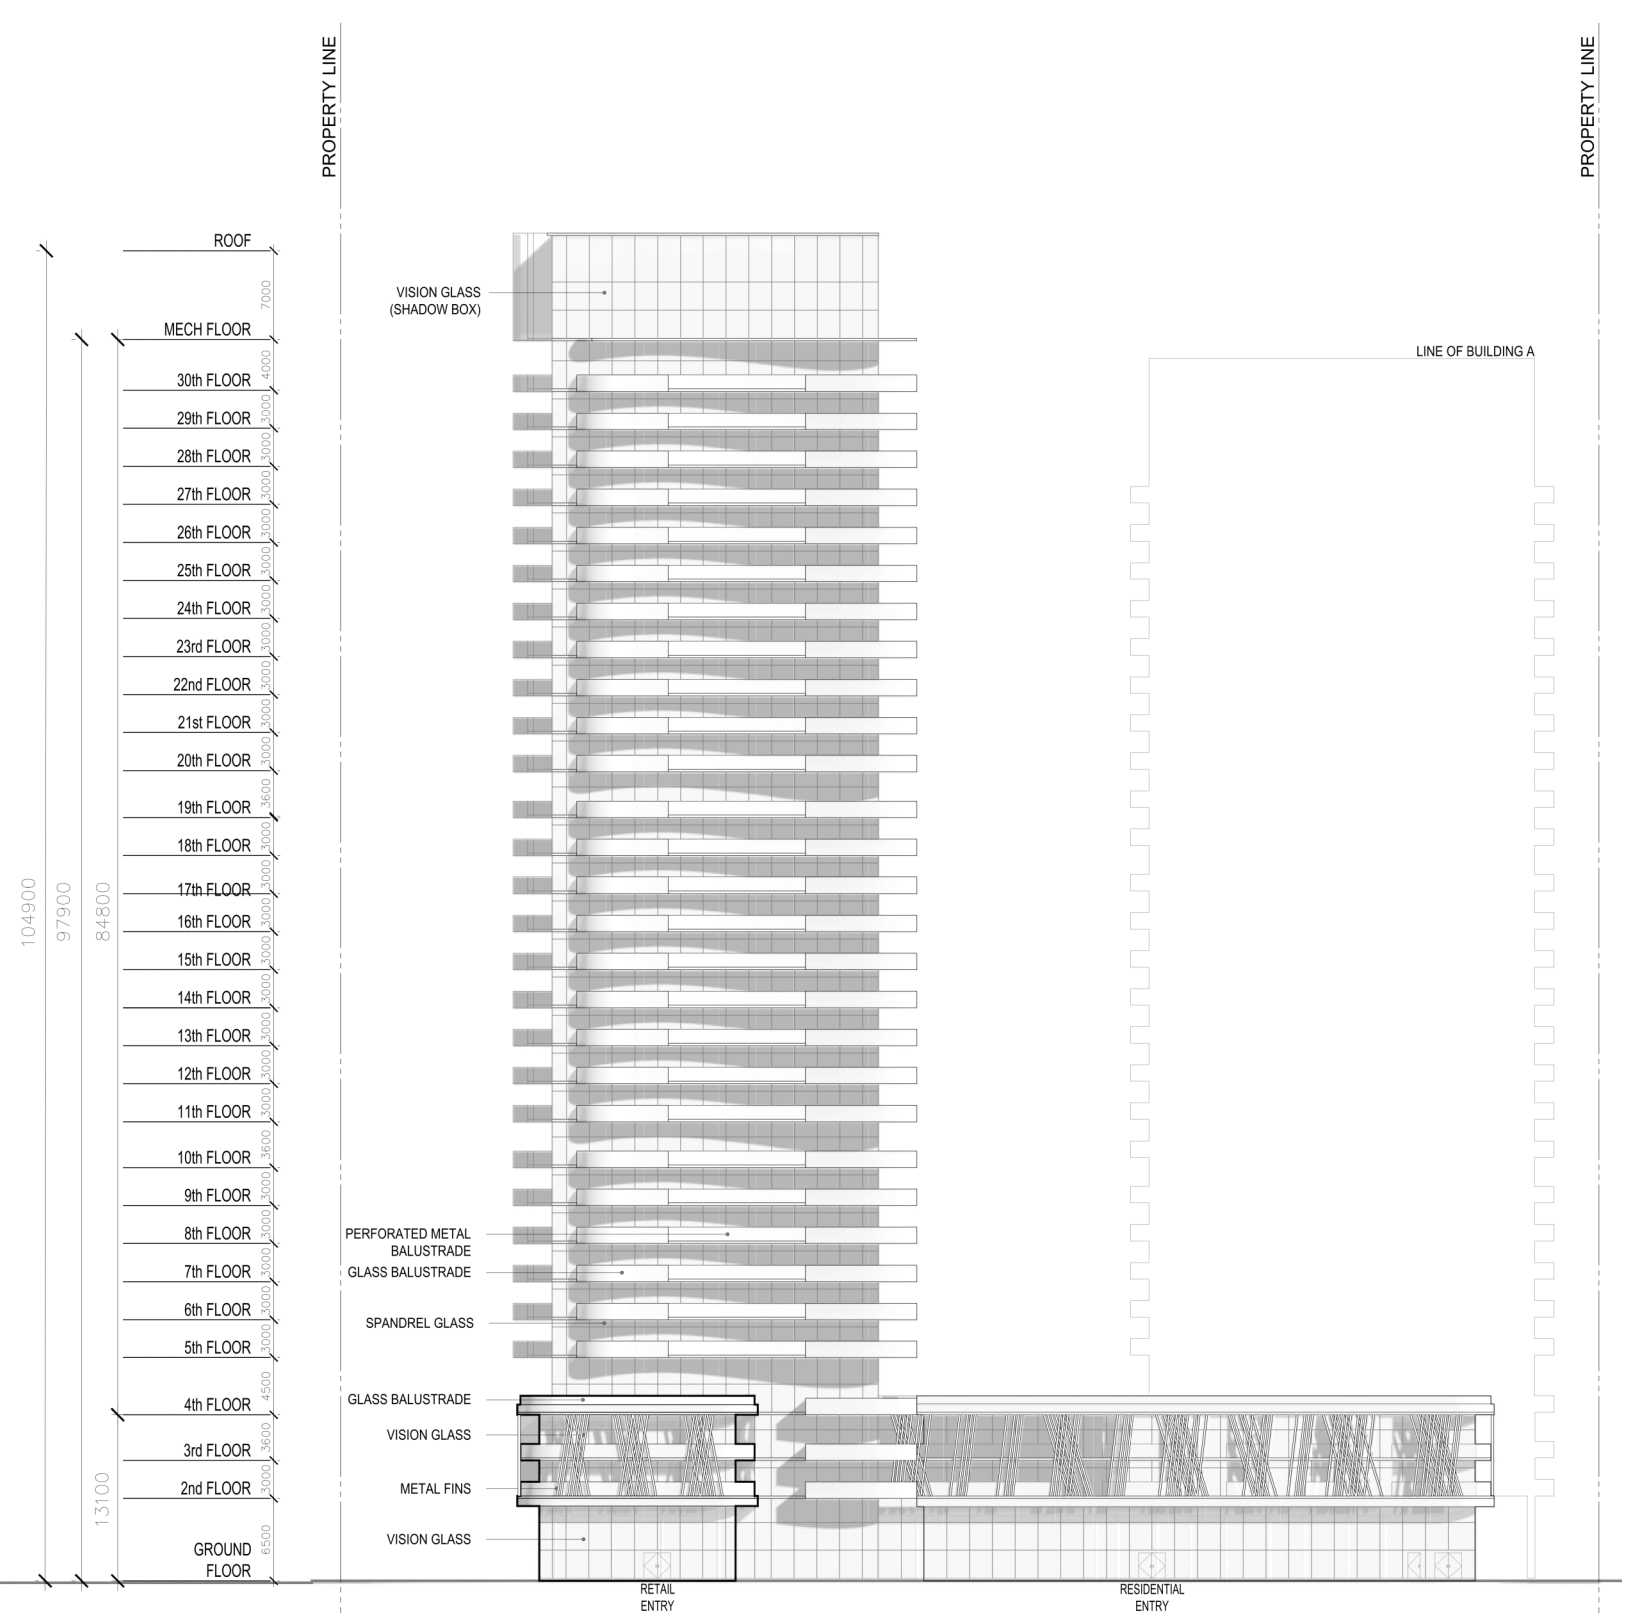 PROPERTY LINE
PROPERTY LINE
ROOF
7000
MECH FLOOR
4000
30th FLOOR
3000
29th FLOOR
3000
28th FLOOR
3000
27th FLOOR
3000
26th FLOOR
3000
25th FLOOR
3000
24th FLOOR
3000
23rd FLOOR
3000
22nd FLOOR
3000
21st FLOOR
3000
20th FLOOR
3600
19th FLOOR
3000
18th FLOOR
3000
17th FLOOR
3000
16th FLOOR
3000
15th FLOOR
3000
14th FLOOR
3000
13th FLOOR
3000
12th FLOOR
3000
11th FLOOR
3600
10th FLOOR
3000
9th FLOOR
3000
8th FLOOR
3000
7th FLOOR
3000
6th FLOOR
3000
5th FLOOR
4500
4th FLOOR
3600
3rd FLOOR
3000
2nd FLOOR
6500
GROUND
FLOOR
104900
97900
84800
13100
VISION GLASS
(SHADOW BOX)
LINE OF BUILDING A
PERFORATED METAL
BALUSTRADE
GLASS BALUSTRADE
SPANDREL GLASS
GLASS BALUSTRADE
VISION GLASS
METAL FINS
VISION GLASS
RETAIL
ENTRY
RESIDENTIAL
ENTRY